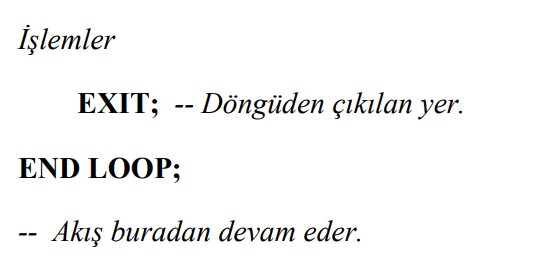 İşlemler
EXIT; -- Döngüden çıkılan yer.
END LOOP;
-- Akış buradan devam eder.